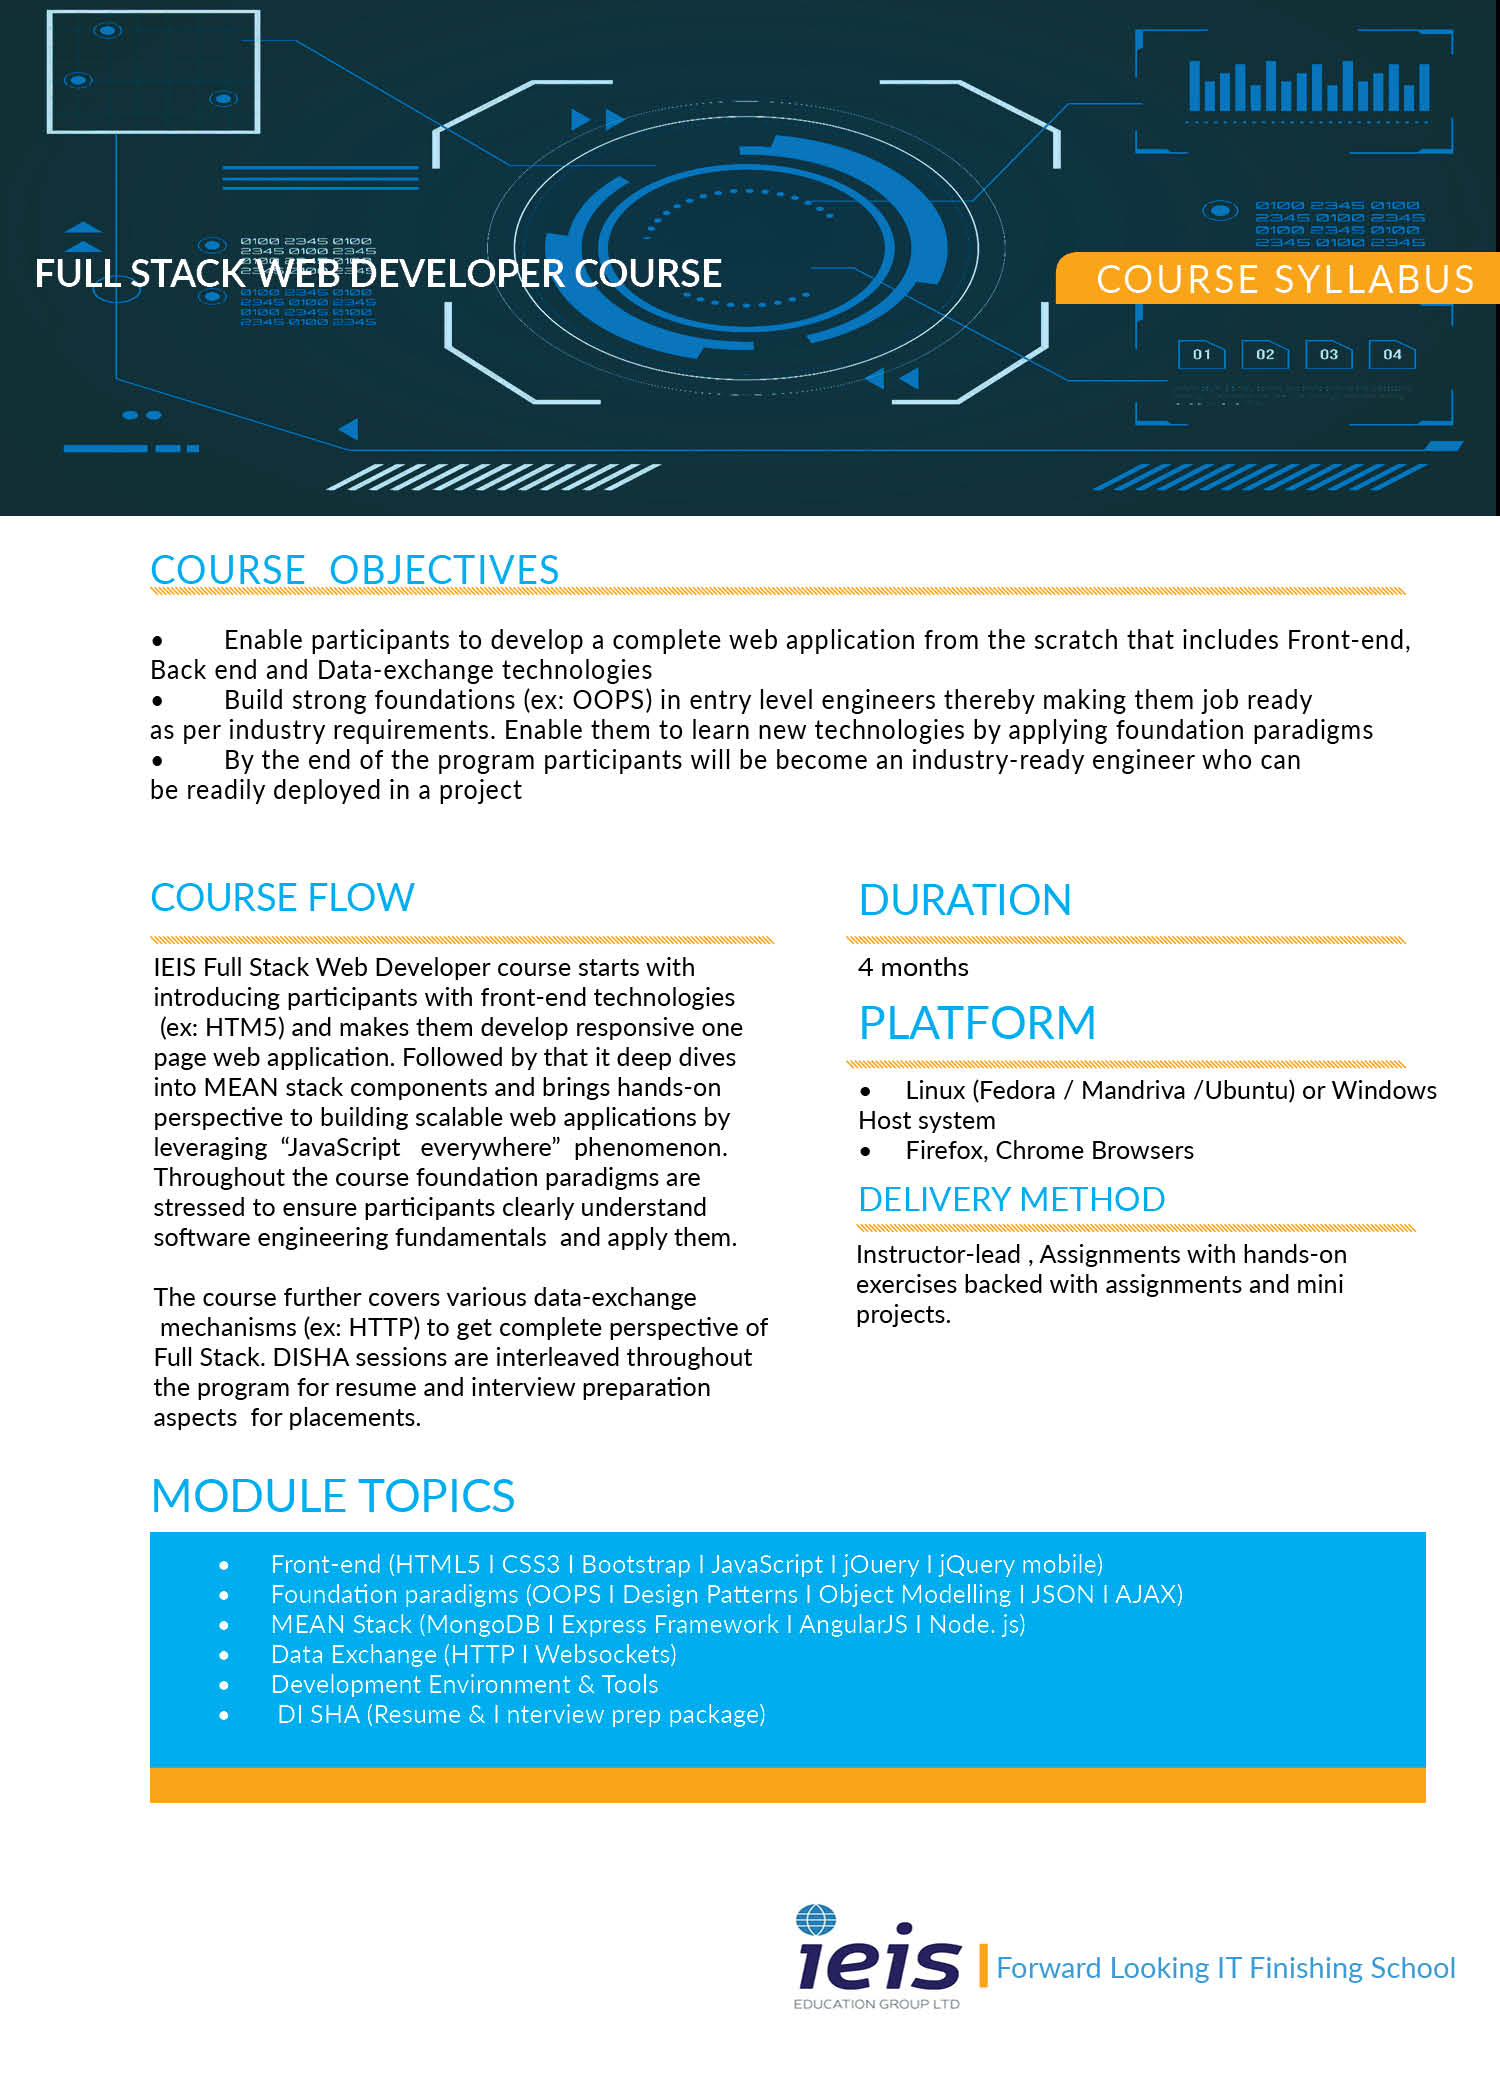 0100 2345 0100
2345 0100 2345
0100 2345 0100
2345 0100 2345
0100 2345 0100
2345 0100 2345
FULL STACK WEB DEVELOPER COURSE
COURSE SYLLABUS
0100 2345 0100
2345 0100 2345
0100 2345 0100
2345 0100 2345
01 02 03 04
COURSE OBJECTIVES
• Enable participants to develop a complete web application from the scratch that includes Front-end,
Back end and Data-exchange technologies
• Build strong foundations (ex: OOPS) in entry level engineers thereby making them job ready
as per industry requirements. Enable them to learn new technologies by applying foundation paradigms
• By the end of the program participants will be become an industry-ready engineer who can
be readily deployed in a project
COURSE FLOW
IEIS Full Stack Web Developer course starts with
introducing participants with front-end technologies
(ex: HTM5) and makes them develop responsive one
page web application. Followed by that it deep dives
into MEAN stack components and brings hands-on
perspective to building scalable web applications by
leveraging “JavaScript everywhere” phenomenon.
Throughout the course foundation paradigms are
stressed to ensure participants clearly understand
software engineering fundamentals and apply them.
The course further covers various data-exchange
mechanisms (ex: HTTP) to get complete perspective of
Full Stack. DISHA sessions are interleaved throughout
the program for resume and interview preparation
aspects for placements.
DURATION
4 months
PLATFORM
• Linux (Fedora / Mandriva /Ubuntu) or Windows
Host system
• Firefox, Chrome Browsers
DELIVERY METHOD
Instructor-lead , Assignments with hands-on
exercises backed with assignments and mini
projects.
MODULE TOPICS
• Front-end (HTML5 I CSS3 I Bootstrap I JavaScript I jOuery I jQuery mobile)
• Foundation paradigms (OOPS I Design Patterns I Object Modelling I JSON I AJAX)
• MEAN Stack (MongoDB I Express Framework I AngularJS I Node. js)
• Data Exchange (HTTP I Websockets)
• Development Environment & Tools
• DI SHA (Resume & I nterview prep package)
ieis
EDUCATION GROUP LTD
Forward Looking IT Finishing School